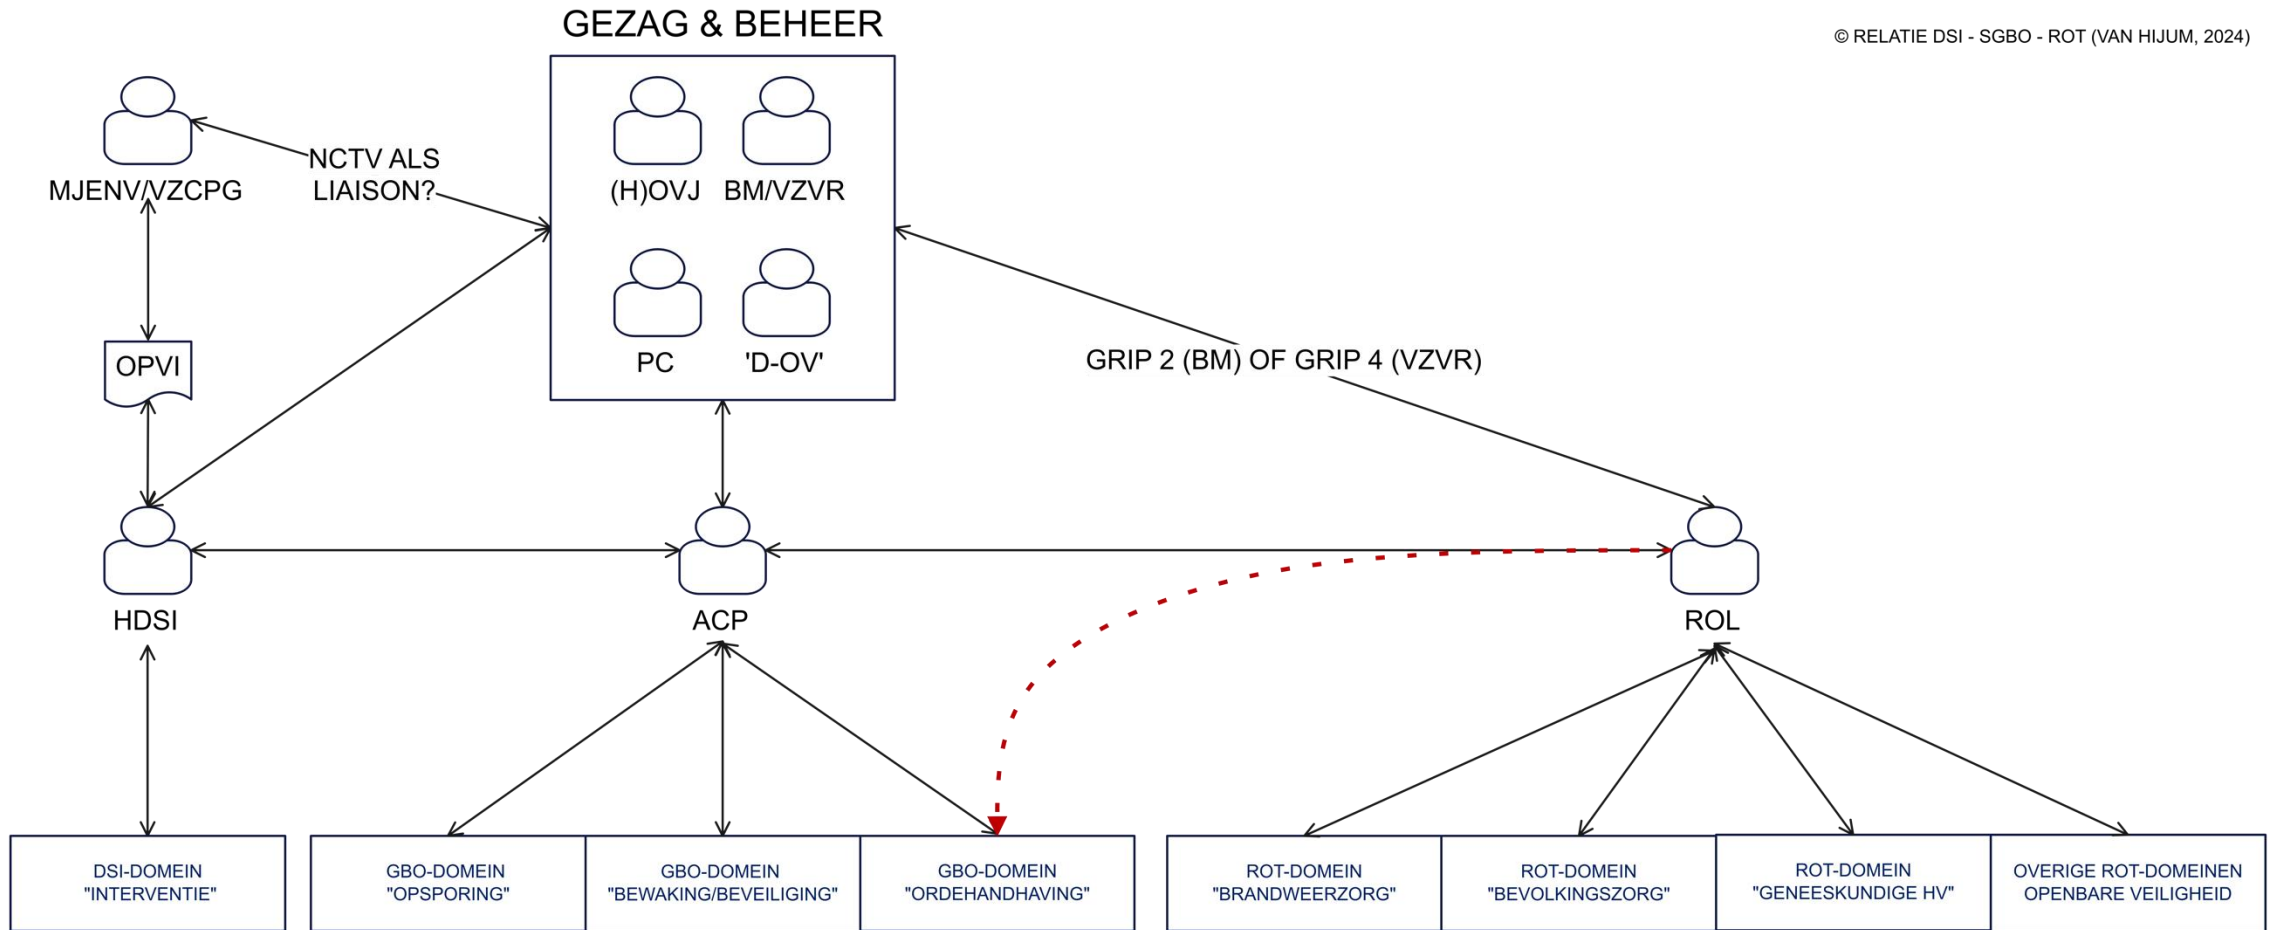 GEZAG & BEHEER
© RELATIE DSI - SGBO - ROT (VAN HIJUM, 2024)
NCTV ALS
LIAISON?
MJENV/VZCPG
(H)OVJ
BM/VZVR
PC
'D-OV'
OPVI
GRIP 2 (BM) OF GRIP 4 (VZVR)
HDSI
ACP
ROL
DSI-DOMEIN
"INTERVENTIE"
GBO-DOMEIN
"OPSPORING"
GBO-DOMEIN
"BEWAKING/BEVEILIGING"
GBO-DOMEIN
"ORDEHANDHAVING"
ROT-DOMEIN
"BRANDWEERZORG"
ROT-DOMEIN
"BEVOLKINGSZORG"
ROT-DOMEIN
"GENEESKUNDIGE HV"
OVERIGE ROT-DOMEINEN
OPENBARE VEILIGHEID